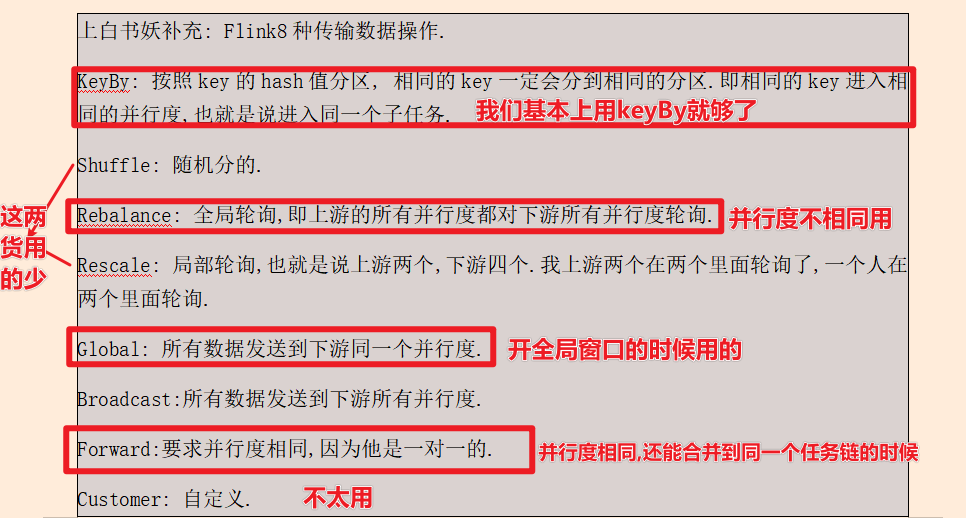 上白书妖补充: Flink8 种传输数据操作.
KeyBy: 按照 key 的 hash 值分区, 相同的 key 一定会分到相同的分区.即相同的 key 进入相
同的并行度,也就是说进入同一个子任务.
我们基本上用keyBy就够了
Shuffle: 随机分的.
这两
货用
的少
Rebalance: 全局轮询,即上游的所有并行度都对下游所有并行度轮询.
并行度不相同用
Rescale: 局部轮询,也就是说上游两个,下游四个.我上游两个在两个里面轮询了,一个人在
两个里面轮询.
Global: 所有数据发送到下游同一个并行度.
开全局窗口的时候用的
Broadcast:所有数据发送到下游所有并行度.
Forward:要求并行度相同,因为他是一对一的.
并行度相同,还能合并到同一个任务链的时候
Customer: 自定义.
不太用